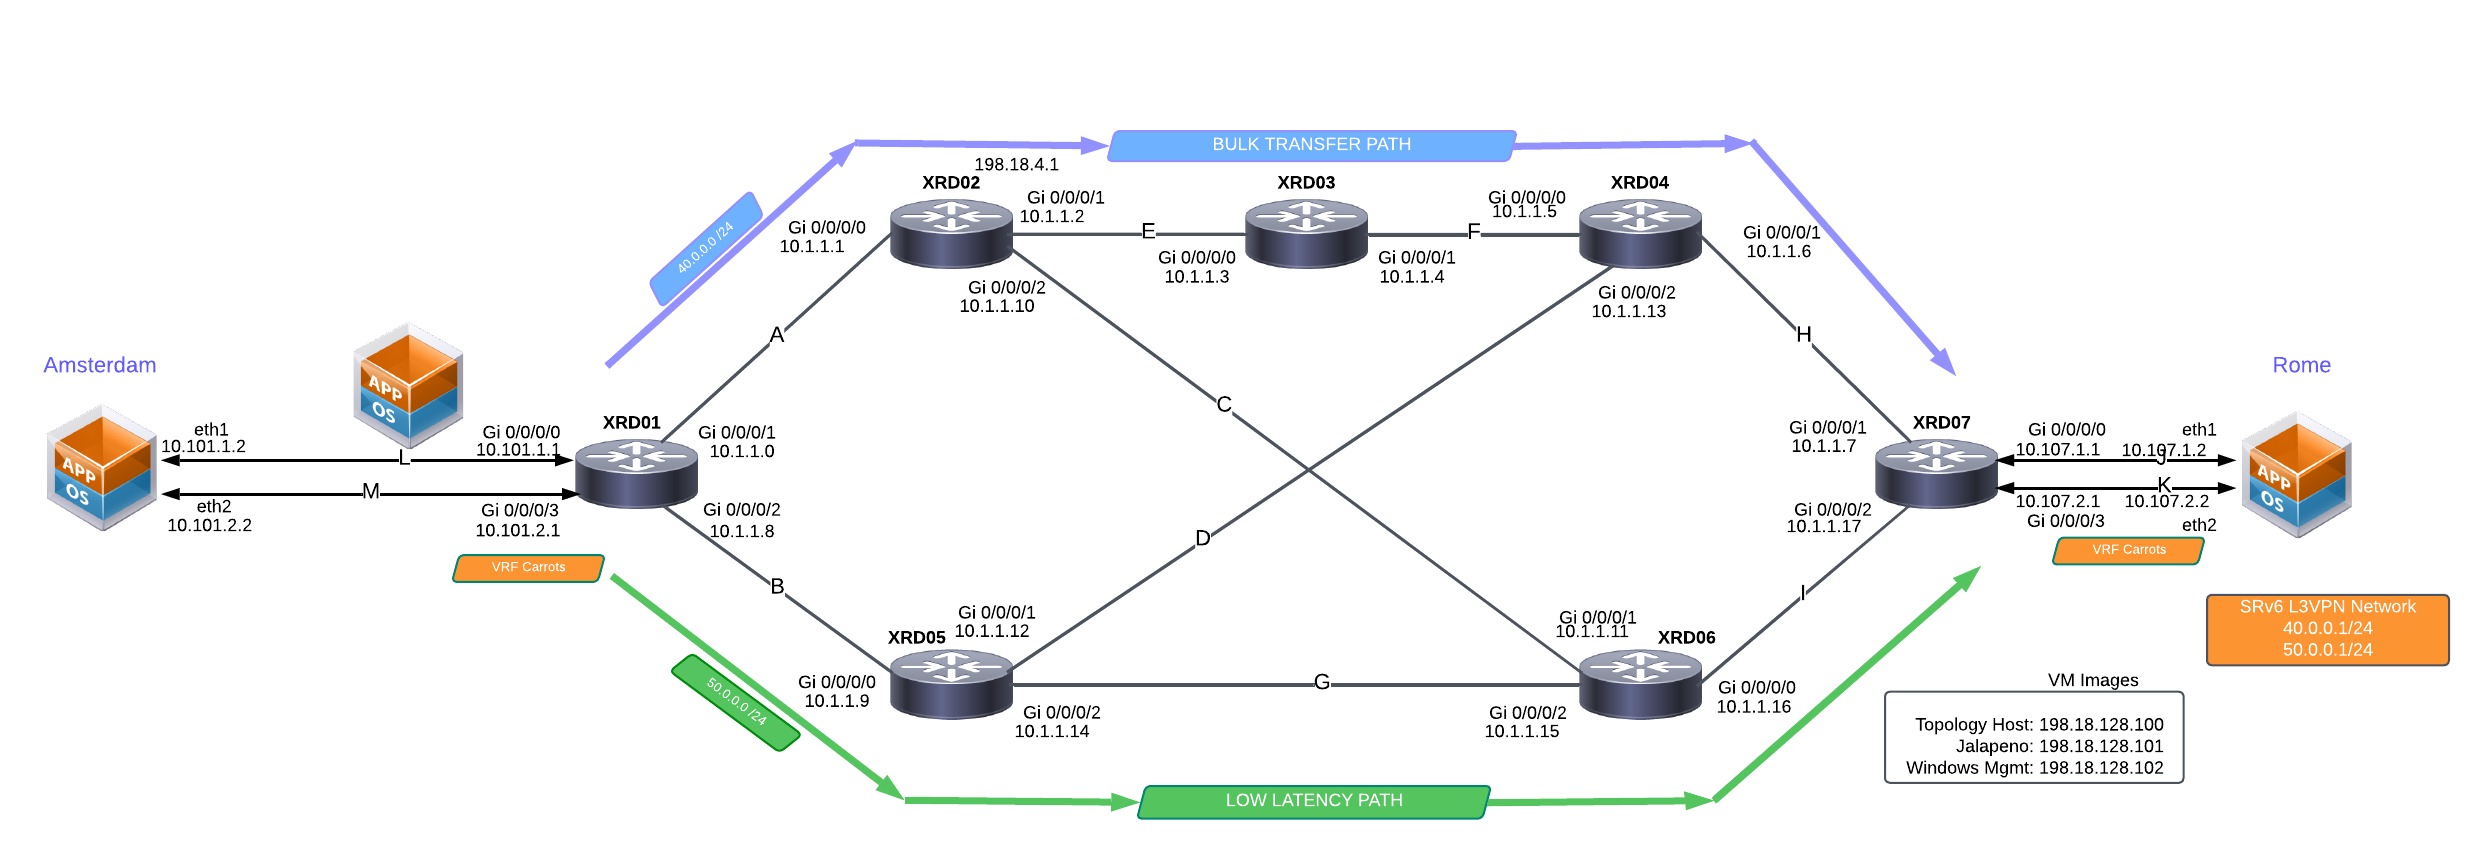 BULK TRANSFER PATH
198.18.4.1
XRD02
XRD03
XRD04
40.0.0.0 /24
Gi 0/0/0/0
10.1.1.1
Gi 0/0/0/1
10.1.1.2
E
Gi 0/0/0/0
10.1.1.3
F
Gi 0/0/0/1
10.1.1.4
Gi 0/0/0/0
10.1.1.5
Gi 0/0/0/1
10.1.1.6
Gi 0/0/0/2
10.1.1.10
Gi 0/0/0/2
10.1.1.13
A
H
C
D
Amsterdam
Rome
APP
OS
APP
OS
eth1
10.101.1.2
L
Gi 0/0/0/0
10.101.1.1
XRD01
Gi 0/0/0/1
10.1.1.0
M
eth2
10.101.2.2
Gi 0/0/0/3
10.101.2.1
Gi 0/0/0/2
10.1.1.8
VRF Carrots
Gi 0/0/0/1
10.1.1.7
XRD07
Gi 0/0/0/0
10.107.1.1
eth1
10.107.1.2
J
K
10.107.2.1
Gi 0/0/0/3
10.107.2.2
eth2
APP
OS
Gi 0/0/0/2
10.1.1.17
VRF Carrots
B
I
Gi 0/0/0/1
10.1.1.12
XRD05
Gi 0/0/0/1
10.1.1.11
XRD06
50.0.0.0 /24
Gi 0/0/0/0
10.1.1.9
G
Gi 0/0/0/2
10.1.1.14
Gi 0/0/0/2
10.1.1.15
Gi 0/0/0/0
10.1.1.16
SRv6 L3VPN Network
40.0.0.1/24
50.0.0.1/24
VM Images
Topology Host: 198.18.128.100
Jalapeno: 198.18.128.101
Windows Mgmt: 198.18.128.102
LOW LATENCY PATH